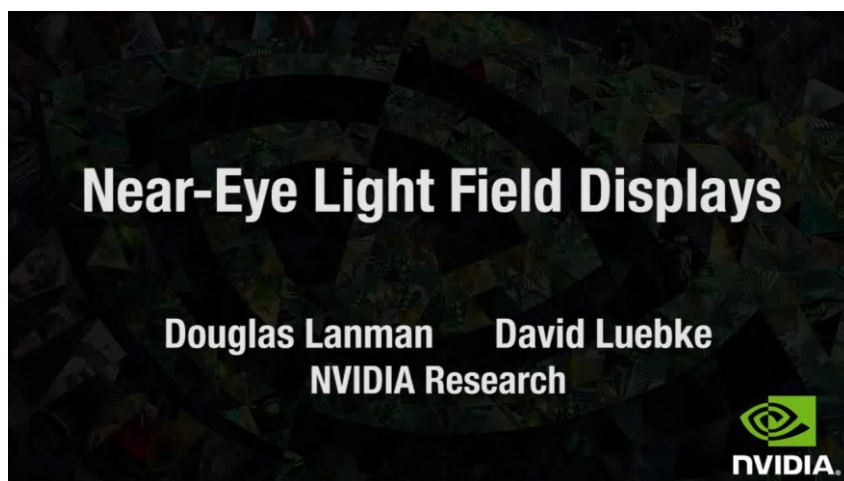 Near-Eye Light Field Displays
Douglas Lanman David Luebke
NVIDIA Research
NVIDIA.